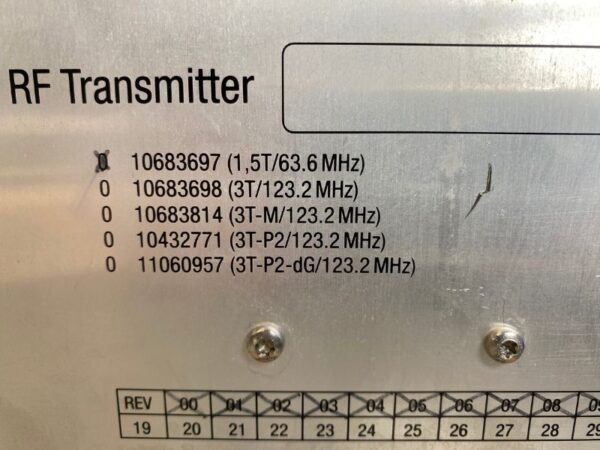 RF Transmitter
0 10683697 (1,5T/63.6 MHz)
0 10683698 (3T/123.2 MHz)
0 10683814 (3T-M/123.2 MHz)
0 10432771 (3T-P2/123.2 MHz)
0 11060957 (3T-P2-dG/123.2 MHz)
REV 00 01 02 03 04 05 06 07 08
19 20 21 22 23 24 25 26 27 28